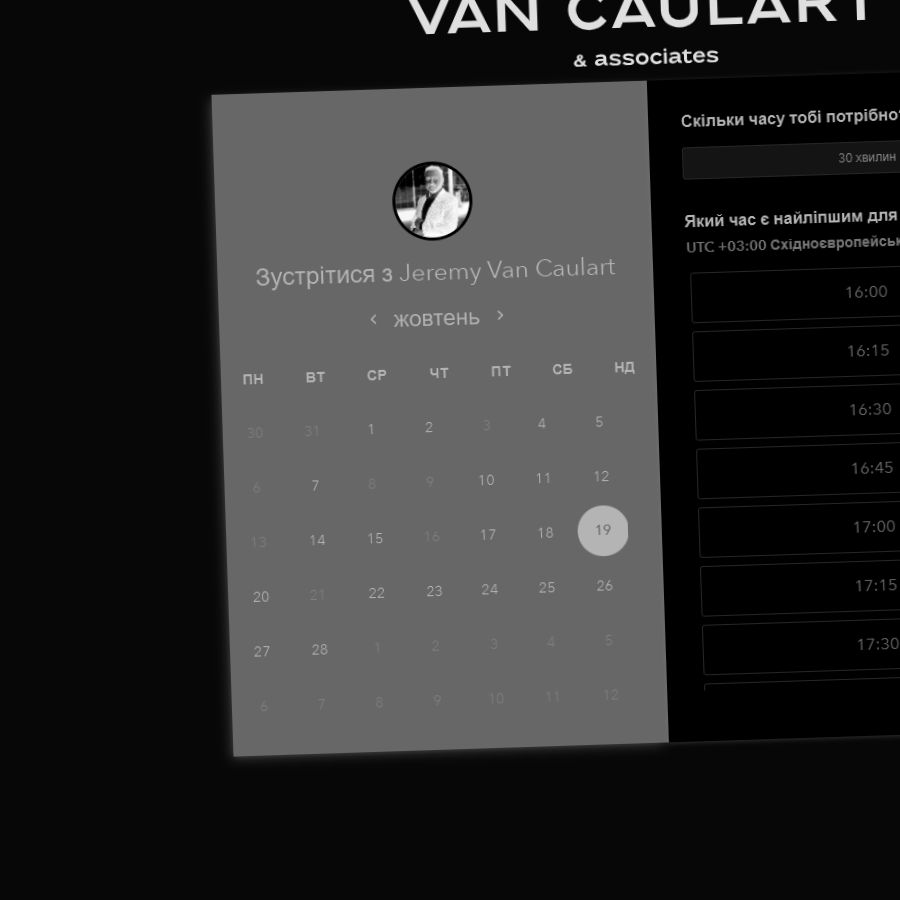 VAN CAULART
& associates
Зустрітися з Jeremy Van Caulart
‹ жовтень ›
ПН ВТ СР ЧТ ПТ СБ НД
30 31 1 2 3 4 5
6 7 8 9 10 11 12
13 14 15 16 17 18 19
20 21 22 23 24 25 26
27 28 1 2 3 4 5
6 7 8 9 10 11 12
Скільки часу тобі потрібно?
30 хвилин
Який час є найліпшим для
UTC +03:00 Східноєвропейськ
16:00
16:15
16:30
16:45
17:00
17:15
17:30